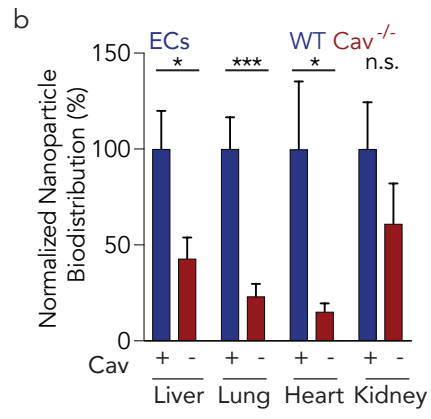 b
ECs WT Cav -/-
* *** * n.s.
150
100
50
0
Normalized Nanoparticle
Biodistribution (%)
Cav + - + - + - + -
Liver Lung Heart Kidney